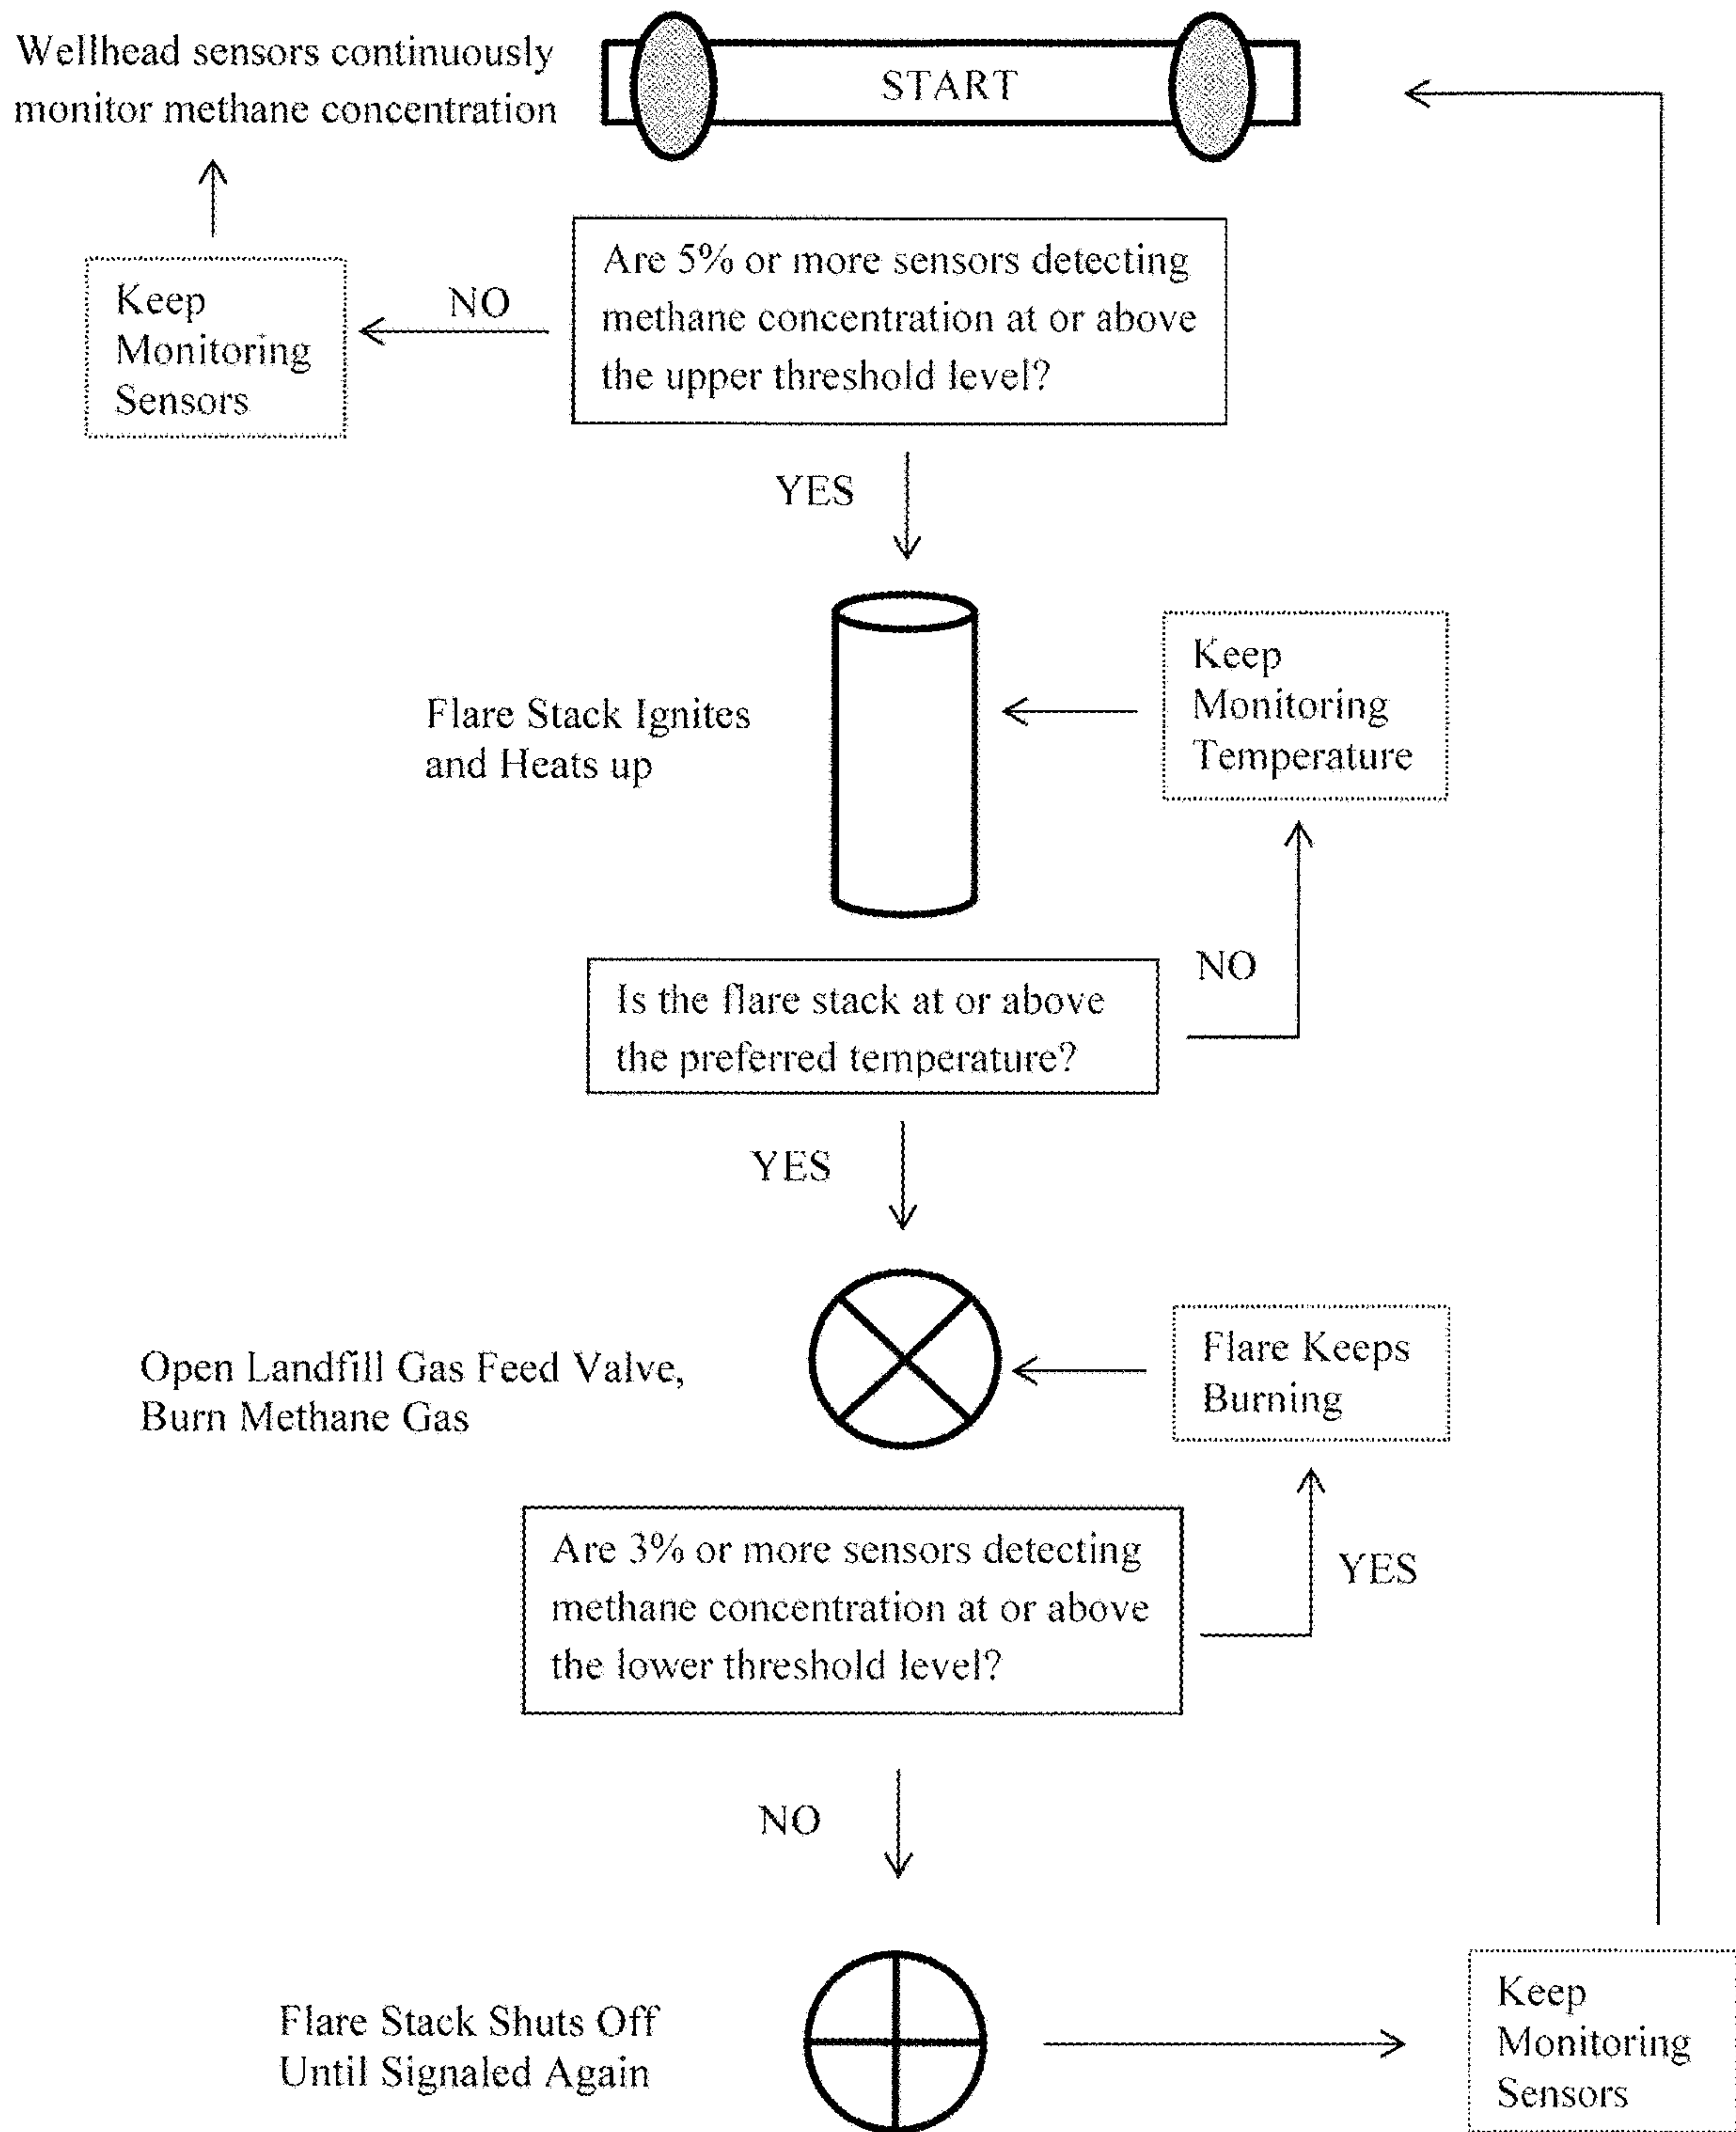 Wellhead sensors continuously
monitor methane concentration
START
Are 5% or more sensors detecting
methane concentration at or above
the upper threshold level?
NO
Keep
Monitoring
Sensors
YES
Flare Stack Ignites
and Heats up
Keep
Monitoring
Temperature
Is the flare stack at or above
the preferred temperature?
NO
YES
Open Landfill Gas Feed Valve,
Burn Methane Gas
Flare Keeps
Burning
Are 3% or more sensors detecting
methane concentration at or above
the lower threshold level?
YES
NO
Flare Stack Shuts Off
Until Signaled Again
Keep
Monitoring
Sensors